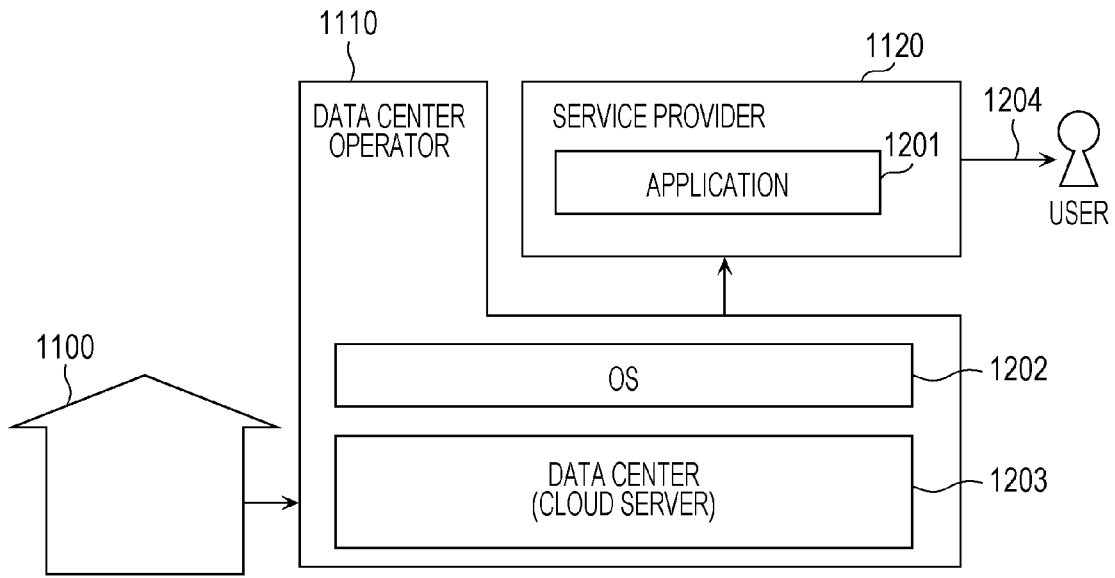 1110
1120
DATA CENTER
OPERATOR
SERVICE PROVIDER
1204
1201
APPLICATION
USER
1100
OS
1202
DATA CENTER
(CLOUD SERVER)
1203